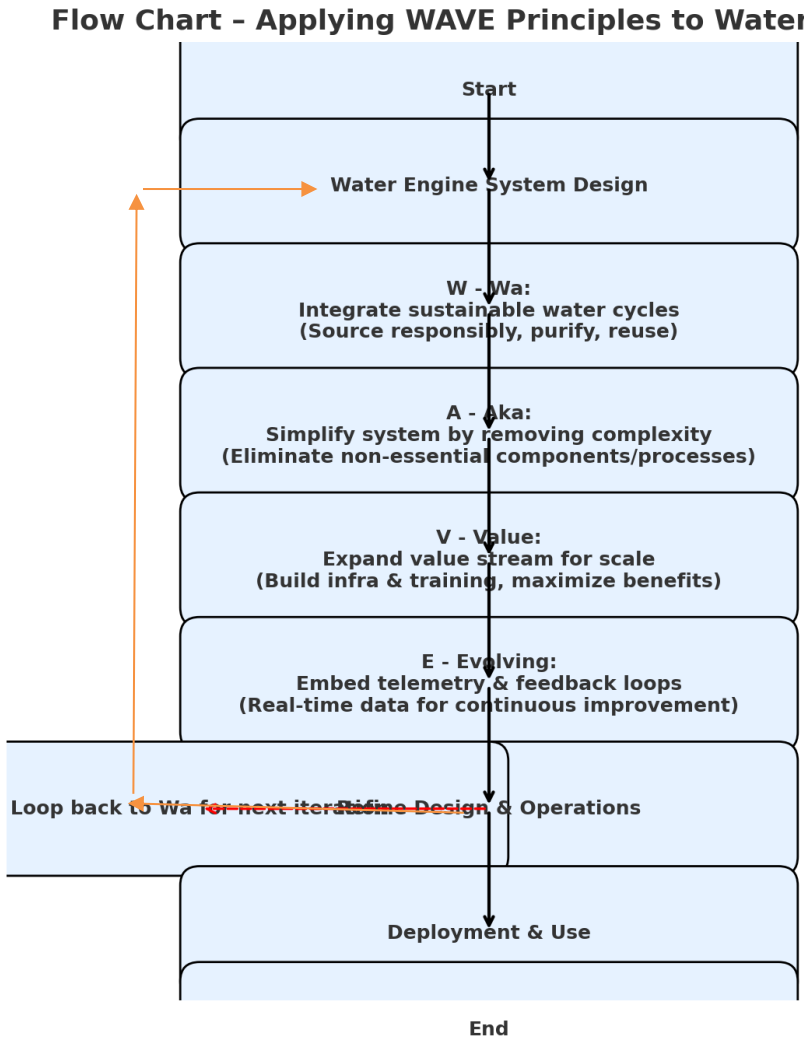 Flow Chart – Applying WAVE Principles to Water
Start
Water Engine System Design
W - Wa:
Integrate sustainable water cycles
(Source responsibly, purify, reuse)
A - Aka:
Simplify system by removing complexity
(Eliminate non-essential components/processes)
V - Value:
Expand value stream for scale
(Build infra & training, maximize benefits)
E - Evolving:
Embed telemetry & feedback loops
(Real-time data for continuous improvement)
Loop back to Wa for next iteration
Refine Design & Operations
Deployment & Use
End